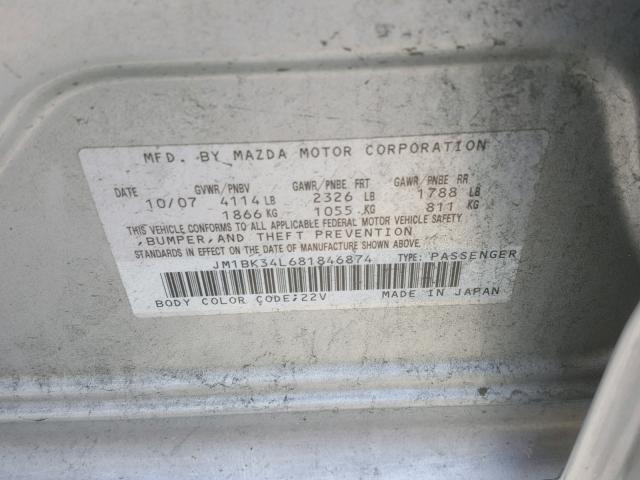 MFD. BY MAZDA MOTOR CORPORATION
DATE GVWR/PNBV GAWR/PNBE FRT GAWR/PNBE RR
10/07 4114 LB 2326 LB 1788 LB
1866 KG 1055 KG 811 KG
THIS VEHICLE CONFORMS TO ALL APPLICABLE FEDERAL MOTOR VEHICLE SAFETY
,BUMPER,AND THEFT PREVENTION
STANDARDS IN EFFECT ON THE DATE OF MANUFACTURE SHOWN ABOVE.
JM1BK34L681846874 TYPE: PASSENGER
BODY COLOR CODE;22V MADE IN JAPAN